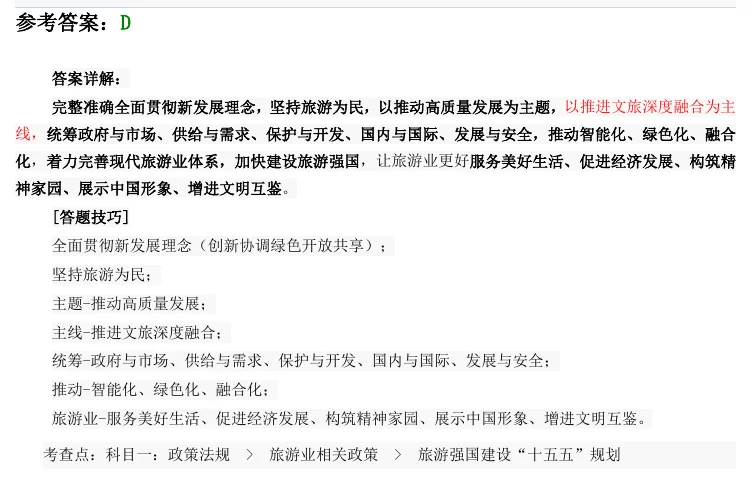 参考答案：D
答案详解：
完整准确全面贯彻新发展理念，坚持旅游为民，以推动高质量发展为主题，以推进文旅深度融合为主
线，统筹政府与市场、供给与需求、保护与开发、国内与国际、发展与安全，推动智能化、绿色化、融合
化，着力完善现代旅游业体系，加快建设旅游强国，让旅游业更好服务美好生活、促进经济发展、构筑精
神家园、展示中国形象、增进文明互鉴。
[答题技巧]
全面贯彻新发展理念（创新协调绿色开放共享）；
坚持旅游为民；
主题-推动高质量发展；
主线-推进文旅深度融合；
统筹-政府与市场、供给与需求、保护与开发、国内与国际、发展与安全；
推动-智能化、绿色化、融合化；
旅游业-服务美好生活、促进经济发展、构筑精神家园、展示中国形象、增进文明互鉴。
考查点：科目一：政策法规 > 旅游业相关政策 > 旅游强国建设“十五五”规划